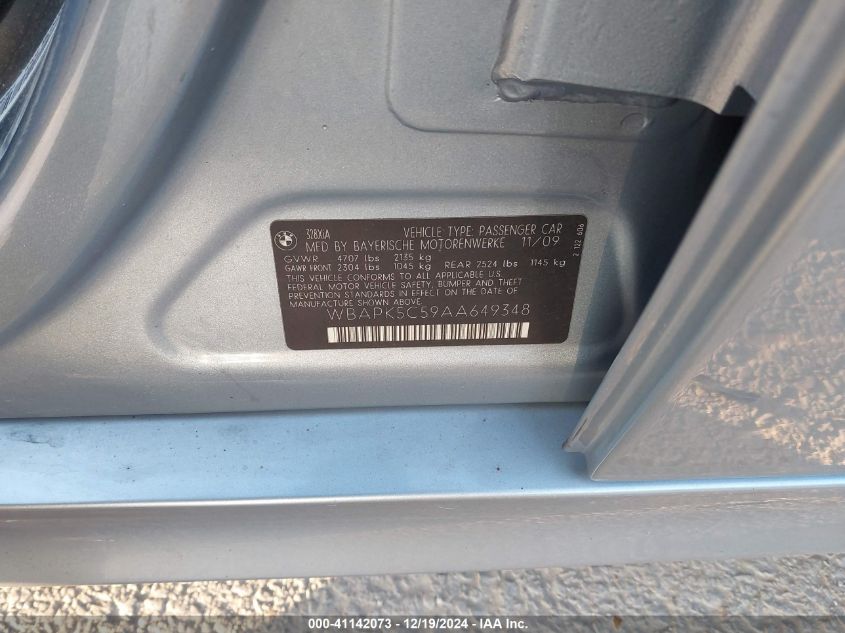 328XiA VEHICLE TYPE: PASSENGER CAR
MFD BY BAYERISCHE MOTORENWERKE 11/09
GVWR 4707 lbs 2135 kg
GAWR FRONT 2304 lbs 1045 kg REAR 2524 lbs 1145 kg
THIS VEHICLE CONFORMS TO ALL APPLICABLE U.S.
FEDERAL MOTOR VEHICLE SAFETY, BUMPER AND THEFT
PREVENTION STANDARDS IN EFFECT ON THE DATE OF
MANUFACTURE SHOWN ABOVE.
WBAPK5C59AA649348
2 122 606
000-41142073 - 12/19/2024 - IAA Inc.